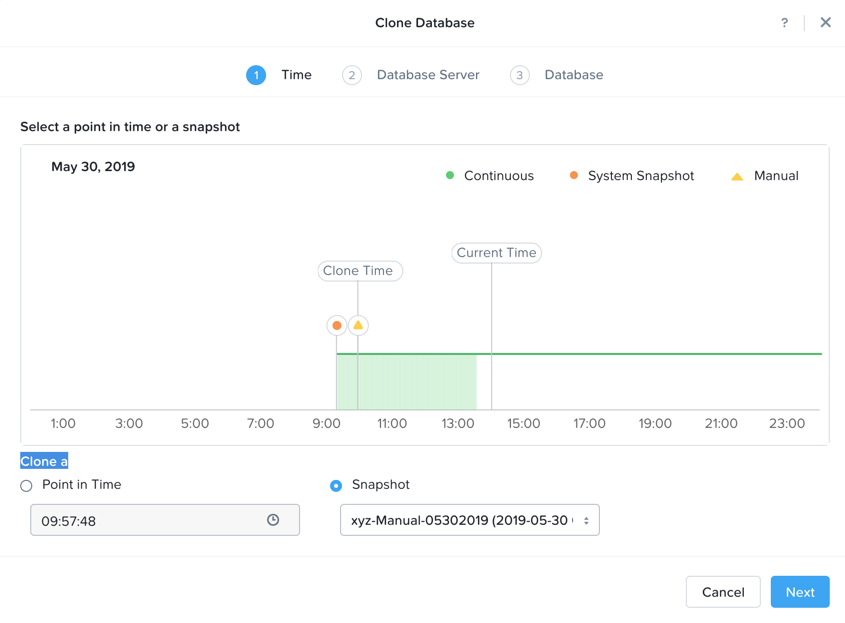 Clone Database
?
1 Time 2 Database Server 3 Database
Select a point in time or a snapshot
May 30, 2019
Continuous System Snapshot Manual
Current Time
Clone Time
1:00 3:00 5:00 7:00 9:00 11:00 13:00 15:00 17:00 19:00 21:00 23:00
Clone a
Point in Time Snapshot
09:57:48 xyz-Manual-05302019 (2019-05-30
Cancel Next